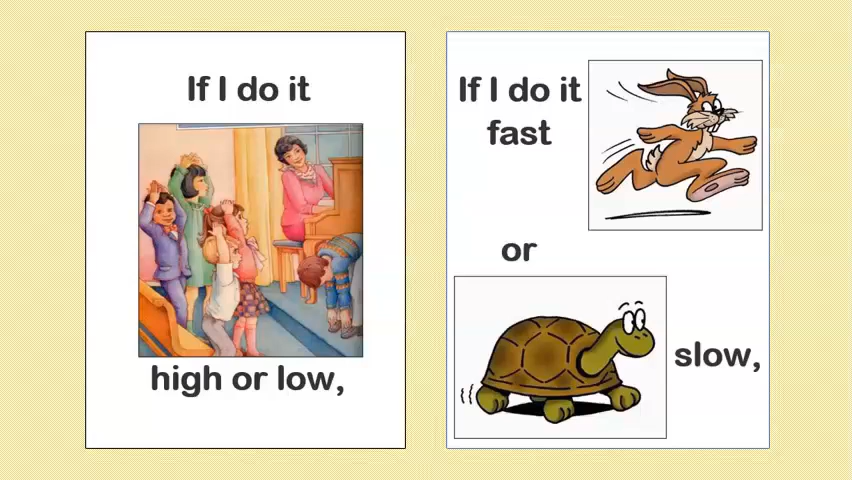 If I do it
high or low,
If I do it
fast
or
slow,